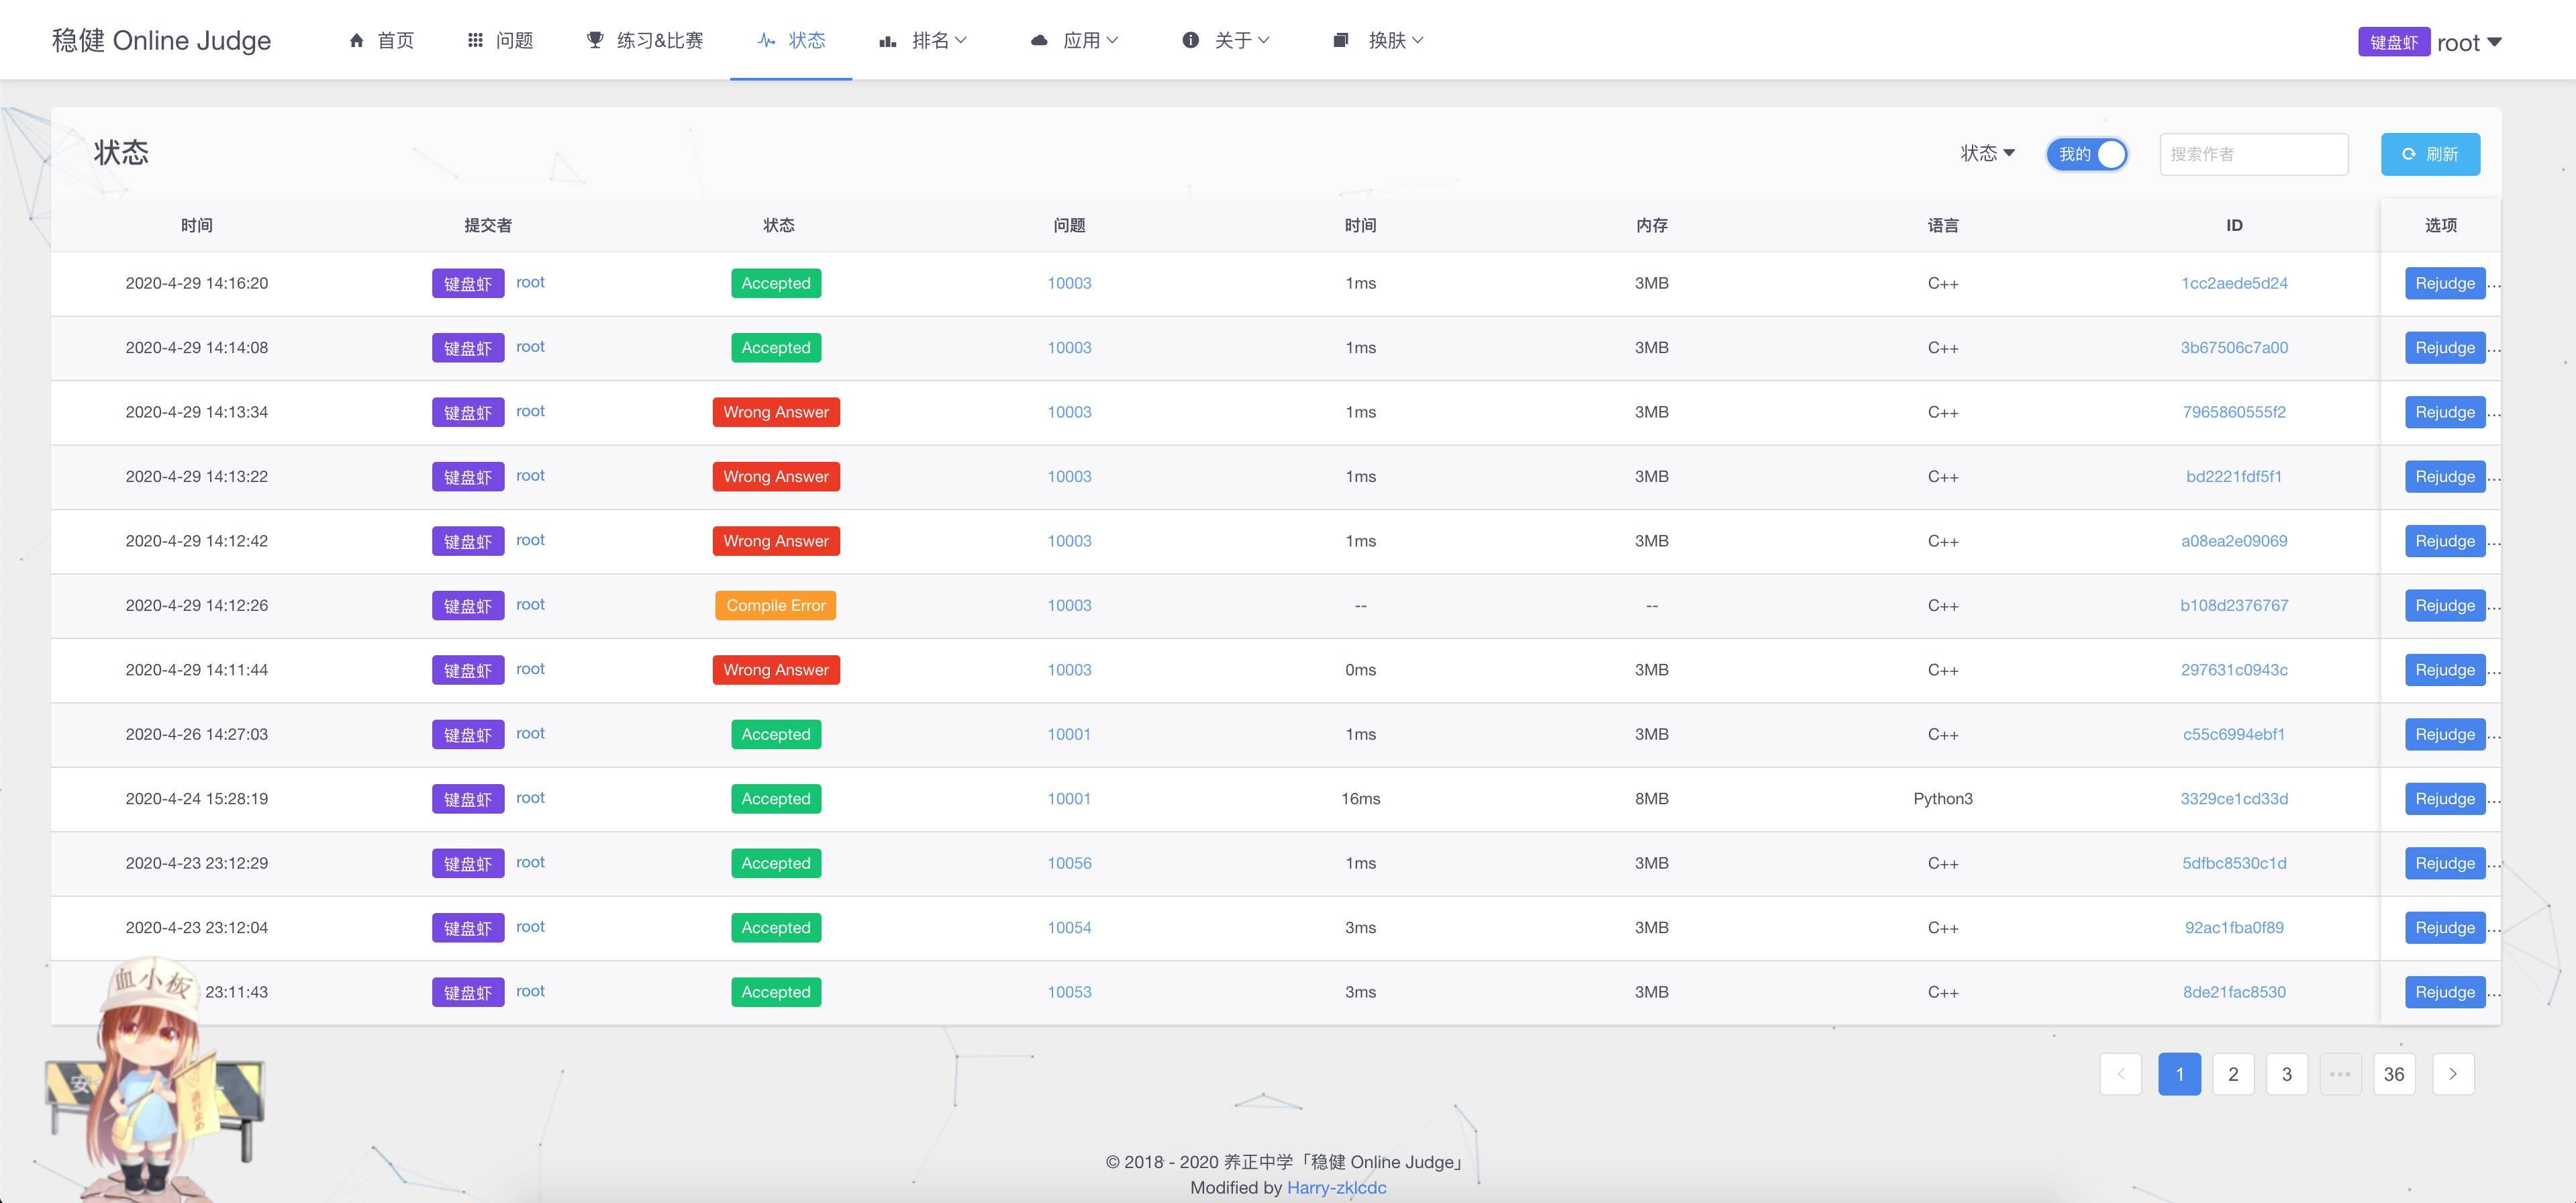 稳健 Online Judge 首页 问题 练习&比赛 状态 排名 应用 关于 换肤 键盘虾 root
状态 状态 我的 搜索作者 刷新
时间 提交者 状态 问题 时间 内存 语言 ID 选项
2020-4-29 14:16:20 键盘虾 root Accepted 10003 1ms 3MB C++ 1cc2aede5d24 Rejudge ...
2020-4-29 14:14:08 键盘虾 root Accepted 10003 1ms 3MB C++ 3b67506c7a00 Rejudge ...
2020-4-29 14:13:34 键盘虾 root Wrong Answer 10003 1ms 3MB C++ 7965860555f2 Rejudge ...
2020-4-29 14:13:22 键盘虾 root Wrong Answer 10003 1ms 3MB C++ bd2221fdf5f1 Rejudge ...
2020-4-29 14:12:42 键盘虾 root Wrong Answer 10003 1ms 3MB C++ a08ea2e09069 Rejudge ...
2020-4-29 14:12:26 键盘虾 root Compile Error 10003 -- -- C++ b108d2376767 Rejudge ...
2020-4-29 14:11:44 键盘虾 root Wrong Answer 10003 0ms 3MB C++ 297631c0943c Rejudge ...
2020-4-26 14:27:03 键盘虾 root Accepted 10001 1ms 3MB C++ c55c6994ebf1 Rejudge ...
2020-4-24 15:28:19 键盘虾 root Accepted 10001 16ms 8MB Python3 3329ce1cd33d Rejudge ...
2020-4-23 23:12:29 键盘虾 root Accepted 10056 1ms 3MB C++ 5dfbc8530c1d Rejudge ...
2020-4-23 23:12:04 键盘虾 root Accepted 10054 3ms 3MB C++ 92ac1fba0f89 Rejudge ...
23:11:43 键盘虾 root Accepted 10053 3ms 3MB C++ 8de21fac8530 Rejudge ...
血小板
安
1 2 3 ••• 36
© 2018 - 2020 养正中学「稳健 Online Judge」
Modified by Harry-zklcdc